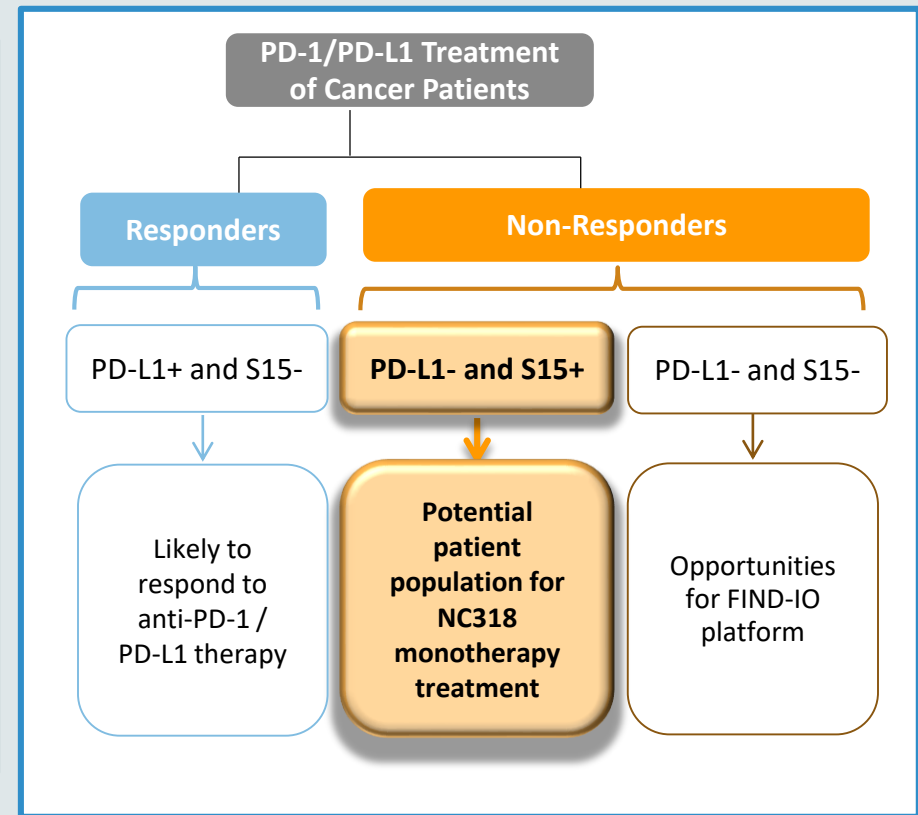 PD-1/PD-L1 Treatment
of Cancer Patients
Responders
Non-Responders
PD-L1+ and S15-
PD-L1- and S15+
PD-L1- and S15-
Likely to
respond to
anti-PD-1 /
PD-L1 therapy
Potential
patient
population for
NC318
monotherapy
treatment
Opportunities
for FIND-IO
platform